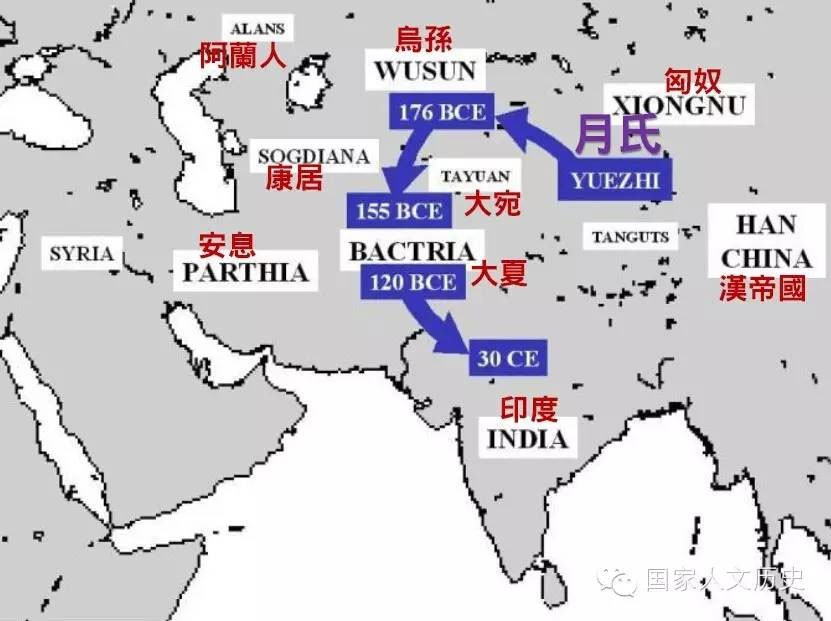 ALANS
阿蘭人
烏孫
WUSUN
匈奴
XIONGNU
176 BCE
月氏
YUEZHI
SOGDIANA
康居
TAYUAN
大宛
155 BCE
TANGUTS
HAN
CHINA
漢帝國
SYRIA
安息
PARTHIA
BACTRIA
大夏
120 BCE
30 CE
印度
INDIA
国家人文历史